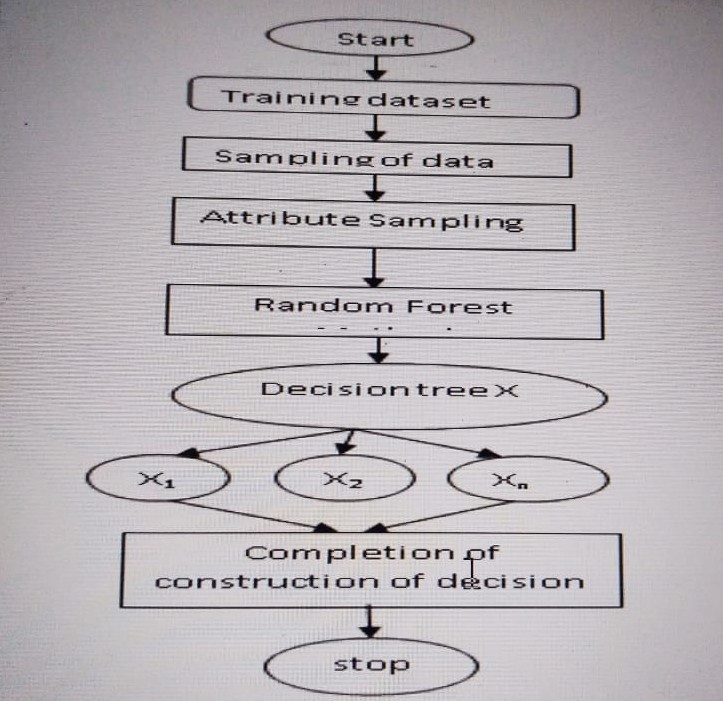 Start
Training dataset
Sampling of data
Attribute Sampling
Random Forest
Decision tree X
X₁ X₂ Xₙ
Completion of
construction of decision
stop